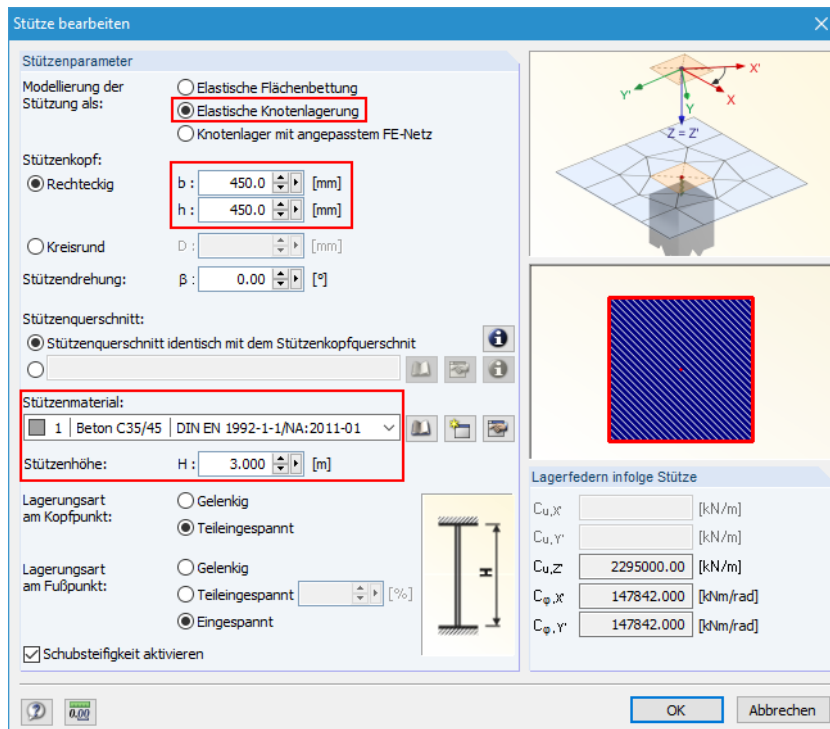 Stütze bearbeiten
Stützenparameter
Modellierung der
Stützung als:
Elastische Flächenbettung
Elastische Knotenlagerung
Knotenlager mit angepasstem FE-Netz
Stützenkopf:
Rechteckig
b : 450.0 [mm]
h : 450.0 [mm]
Kreisrund
D : [mm]
Stützendrehung: β : 0.00 [°]
Stützenquerschnitt:
Stützenquerschnitt identisch mit dem Stützenkopfquerschnit
Stützenmaterial:
1 | Beton C35/45 | DIN EN 1992-1-1/NA:2011-01
Stützenhöhe: H : 3.000 [m]
Lagerungsart
am Kopfpunkt:
Gelenkig
Teileingespannt
Lagerungsart
am Fußpunkt:
Gelenkig
Teileingespannt [%]
Eingespannt
H
Schubsteifigkeit aktivieren
X'
Y'
X
Y
Z = Z'
Lagerfedern infolge Stütze
Cu,X' [kN/m]
Cu,Y' [kN/m]
Cu,Z' 2295000.00 [kN/m]
Cφ,X' 147842.000 [kNm/rad]
Cφ,Y' 147842.000 [kNm/rad]
0.00
OK
Abbrechen